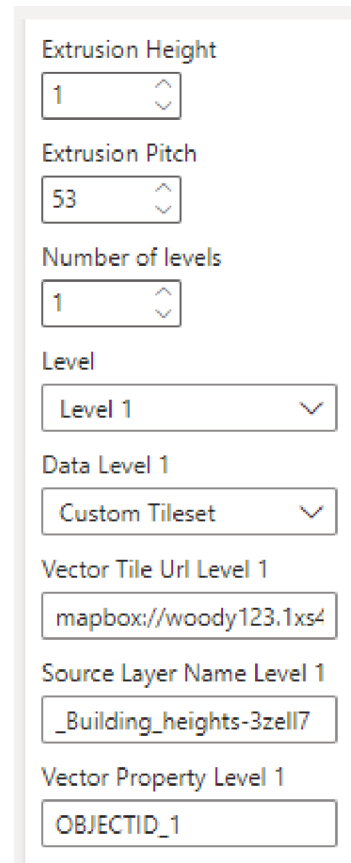 Extrusion Height
1
Extrusion Pitch
53
Number of levels
1
Level
Level 1
Data Level 1
Custom Tileset
Vector Tile Url Level 1
mapbox://woody123.1xs4
Source Layer Name Level 1
_Building_heights-3zell7
Vector Property Level 1
OBJECTID_1